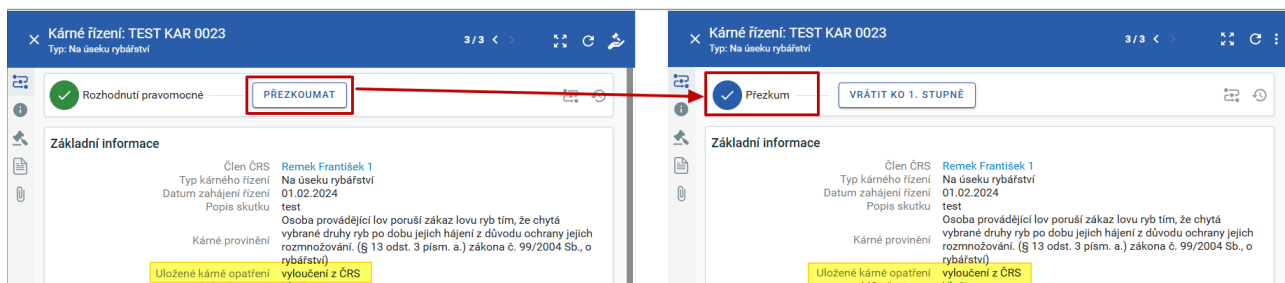 Kárné řízení: TEST KAR 0023
Typ: Na úseku rybářství
3/3
Rozhodnutí pravomocné
PŘEZKOUMAT
Základní informace
Člen ČRS Remek František 1
Typ kárného řízení Na úseku rybářství
Datum zahájení řízení 01.02.2024
Popis skutku test
Osoba provádějící lov poruší zákaz lovu ryb tím, že chytá
vybrané druhy ryb po dobu jejich hájení z důvodu ochrany jejich
Kárné provinění rozmnožování. (§ 13 odst. 3 písm. a.) zákona č. 99/2004 Sb., o
rybářství)
Uložené kárné opatření vyloučení z ČRS
Kárné řízení: TEST KAR 0023
Typ: Na úseku rybářství
3/3
Přezkum
VRÁTIT KO 1. STUPNĚ
Základní informace
Člen ČRS Remek František 1
Typ kárného řízení Na úseku rybářství
Datum zahájení řízení 01.02.2024
Popis skutku test
Osoba provádějící lov poruší zákaz lovu ryb tím, že chytá
vybrané druhy ryb po dobu jejich hájení z důvodu ochrany jejich
Kárné provinění rozmnožování. (§ 13 odst. 3 písm. a.) zákona č. 99/2004 Sb., o
rybářství)
Uložené kárné opatření vyloučení z ČRS